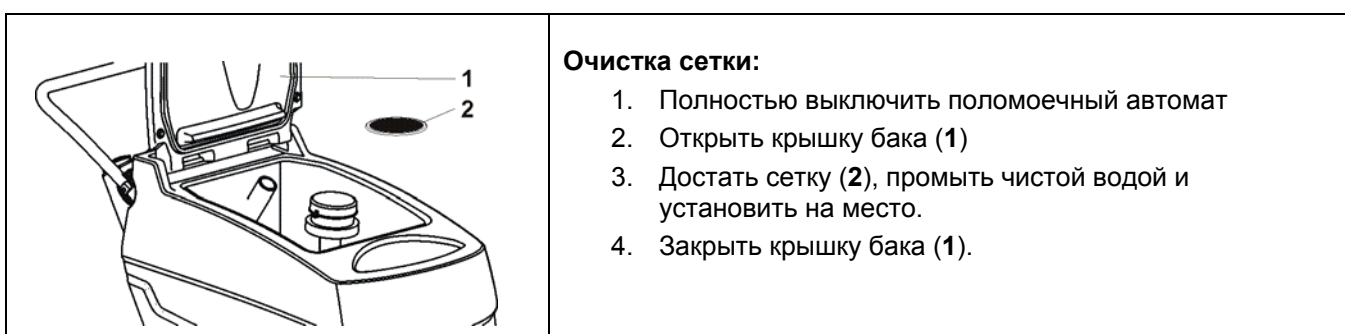 1
2
Очистка сетки:
1. Полностью выключить поломоечный автомат
2. Открыть крышку бака (1)
3. Достать сетку (2), промыть чистой водой и
установить на место.
4. Закрыть крышку бака (1).